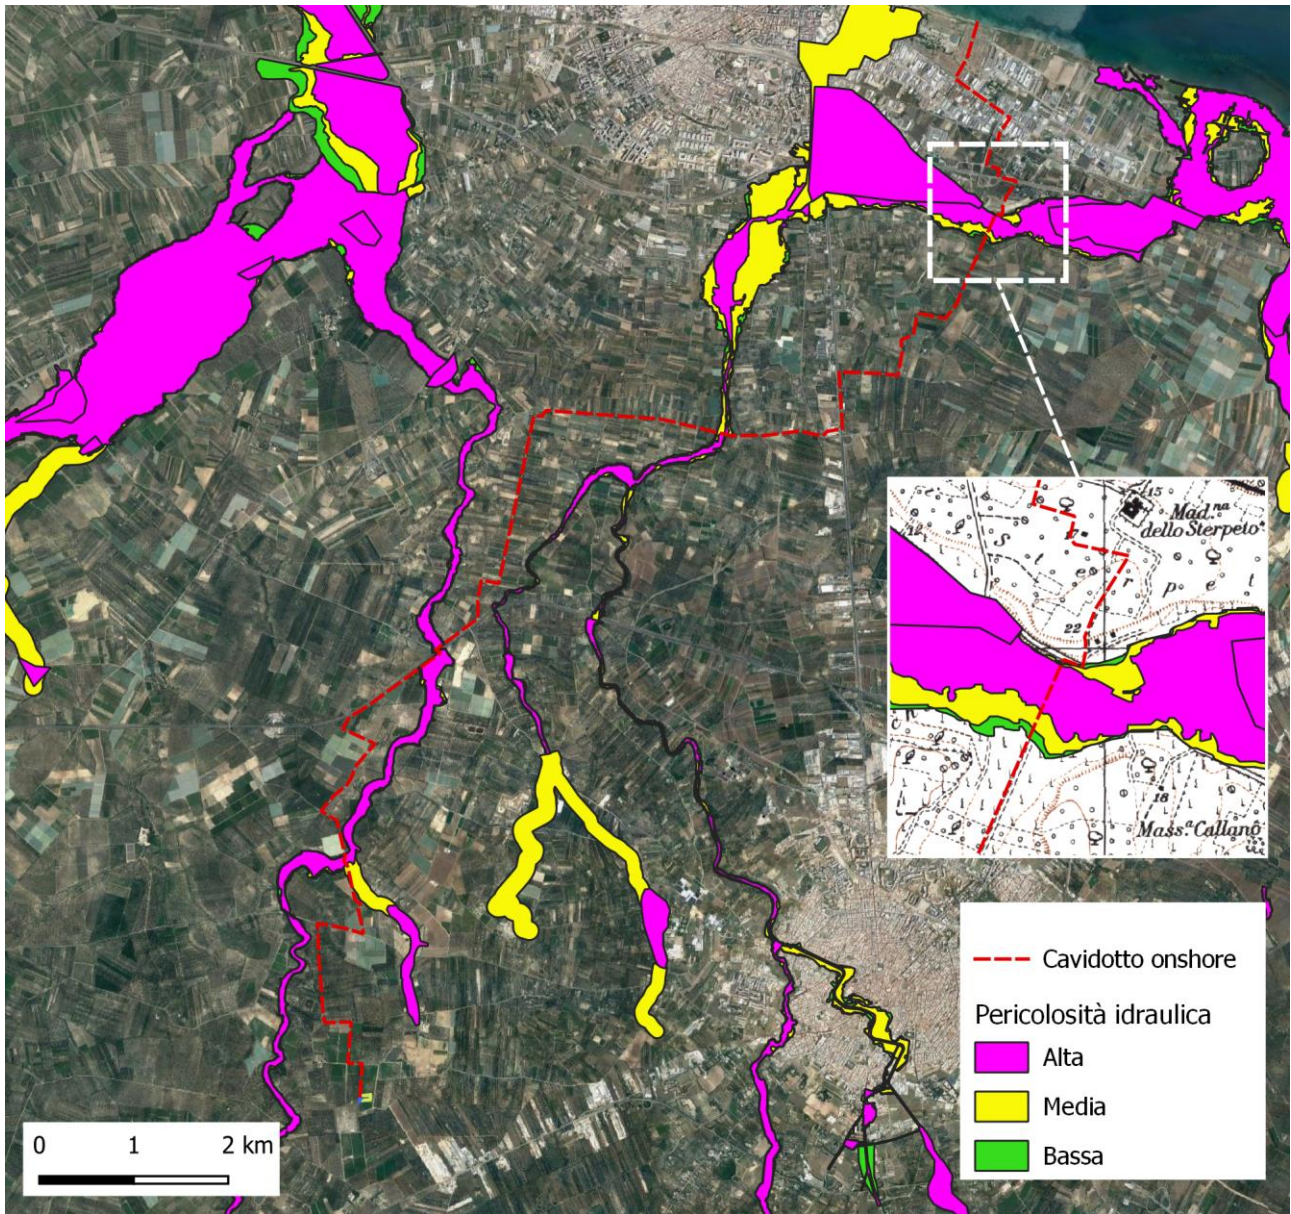 15
Mad.na
dello Sterpeto
S t e r p e t
22
18
Mass.a Callano
Cavidotto onshore
Pericolosità idraulica
Alta
Media
Bassa
0 1 2 km